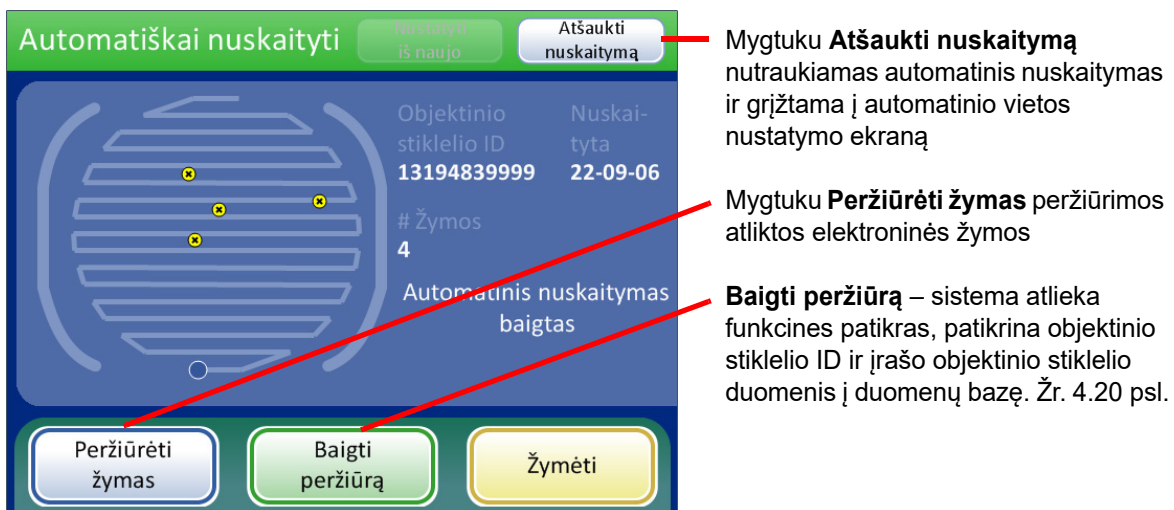 Automatiškai nuskaityti
Nustatyti
iš naujo
Atšaukti
nuskaitymą
Objektinio
stiklelio ID
13194839999
Nuskai-
tyta
22-09-06
# Žymos
4
Automatinis nuskaitymas
baigtas
Peržiūrėti
žymas
Baigti
peržiūrą
Žymėti
Mygtuku Atšaukti nuskaitymą
nutraukiamas automatinis nuskaitymas
ir grįžtama į automatinio vietos
nustatymo ekraną
Mygtuku Peržiūrėti žymas peržiūrimos
atliktos elektroninės žymos
Baigti peržiūrą – sistema atlieka
funkcines patikras, patikrina objektinio
stiklelio ID ir įrašo objektinio stiklelio
duomenis į duomenų bazę. Žr. 4.20 psl.